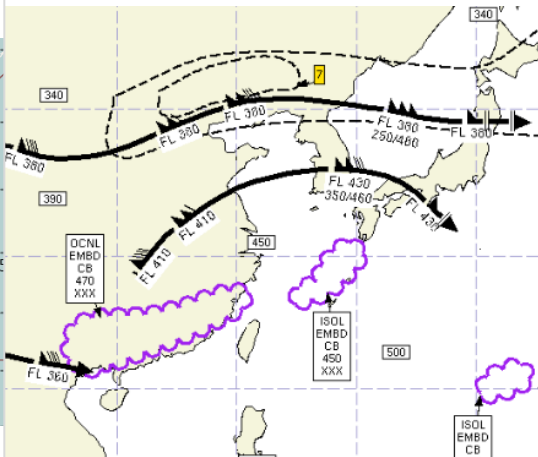 340
7
340
FL 380
FL 380
FL 380
FL 380
250/460
FL 380
390
FL 430
350/460
FL 430
FL 410
FL 410
450
OCNL
EMBD
CB
470
XXX
ISOL
EMBD
CB
450
XXX
500
FL 360
ISOL
EMBD
CB